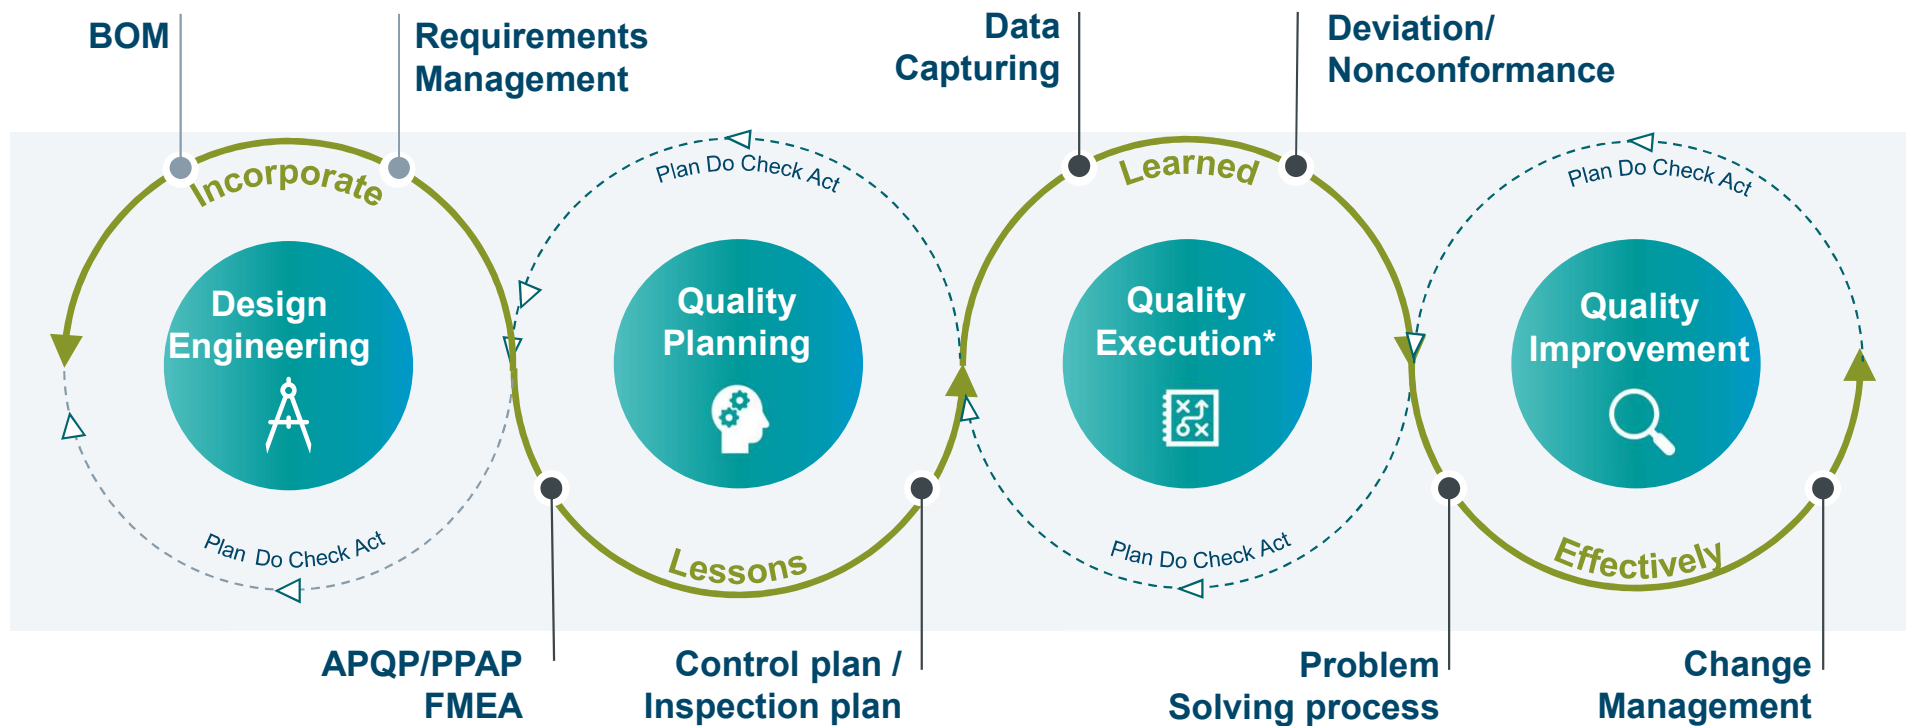 BOM
Requirements
Management
Data
Capturing
Deviation/
Nonconformance
Incorporate
Plan Do Check Act
Learned
Plan Do Check Act
Design
Engineering
Quality
Planning
Quality
Execution*
Quality
Improvement
Plan Do Check Act
Lessons
Plan Do Check Act
Effectively
APQP/PPAP
FMEA
Control plan /
Inspection plan
Problem
Solving process
Change
Management